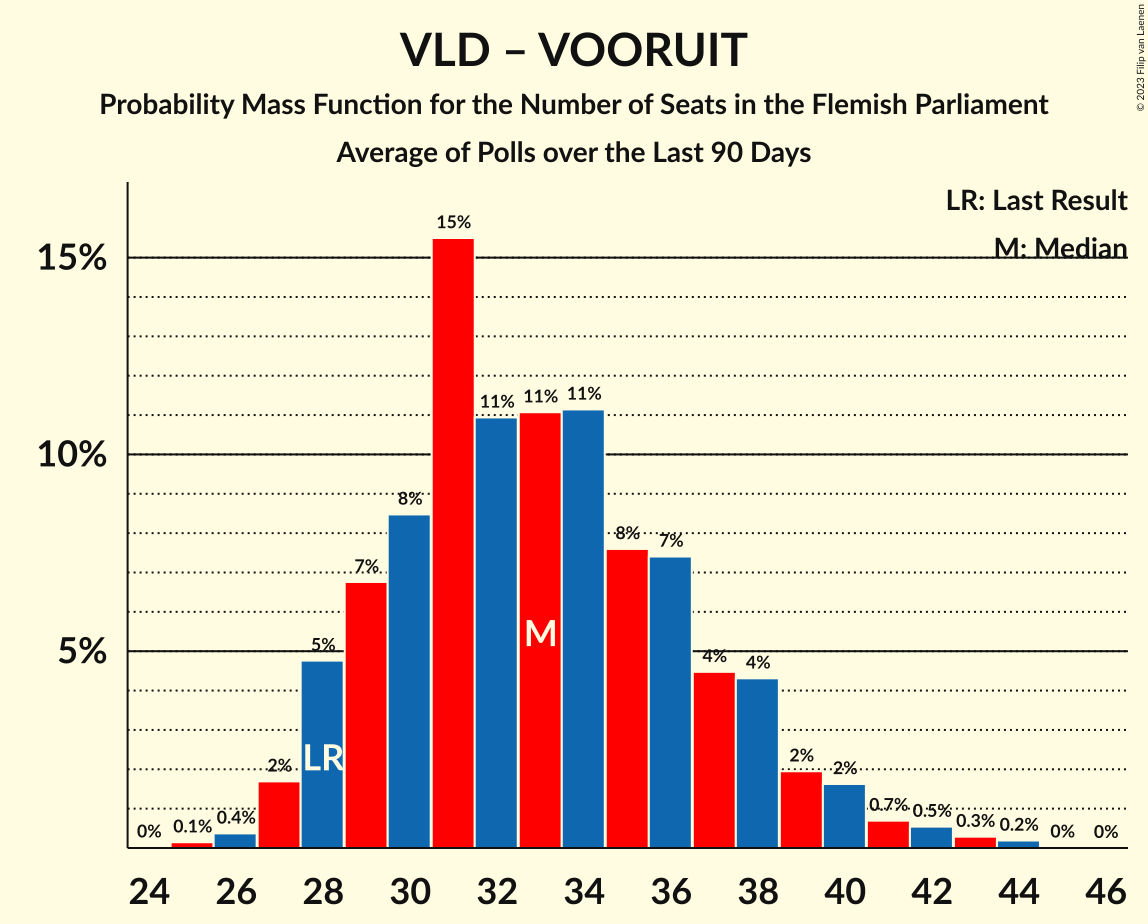 © 2023 Filip van Laenen
VLD – VOORUIT
Probability Mass Function for the Number of Seats in the Flemish Parliament
Average of Polls over the Last 90 Days
LR: Last Result
M: Median
15%
10%
5%
0%
0.1%
0.4%
2%
5%
7%
8%
15%
11%
11%
11%
8%
7%
4%
4%
2%
2%
0.7%
0.5%
0.3%
0.2%
0%
0%
LR
M
24 26 28 30 32 34 36 38 40 42 44 46